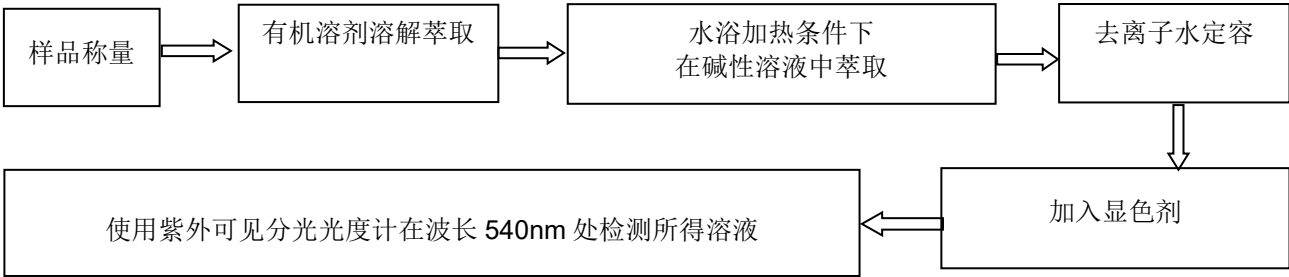 样品称量
有机溶剂溶解萃取
水浴加热条件下
在碱性溶液中萃取
去离子水定容
加入显色剂
使用紫外可见分光光度计在波长 540nm 处检测所得溶液